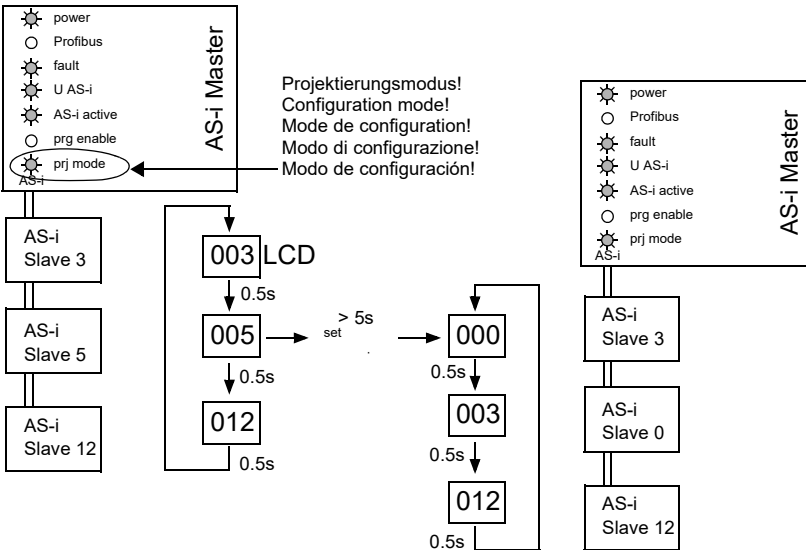 power
Profibus
fault
U AS-i
AS-i active
prg enable
prj mode
AS-i
AS-i Master
Projektierungsmodus!
Configuration mode!
Mode de configuration!
Modo di configurazione!
Modo de configuración!
AS-i
Slave 3
AS-i
Slave 5
AS-i
Slave 12
003 LCD
0.5s
005
0.5s
012
0.5s
> 5s
set
.
000
0.5s
003
0.5s
012
0.5s
power
Profibus
fault
U AS-i
AS-i active
prg enable
prj mode
AS-i
AS-i Master
AS-i
Slave 3
AS-i
Slave 0
AS-i
Slave 12